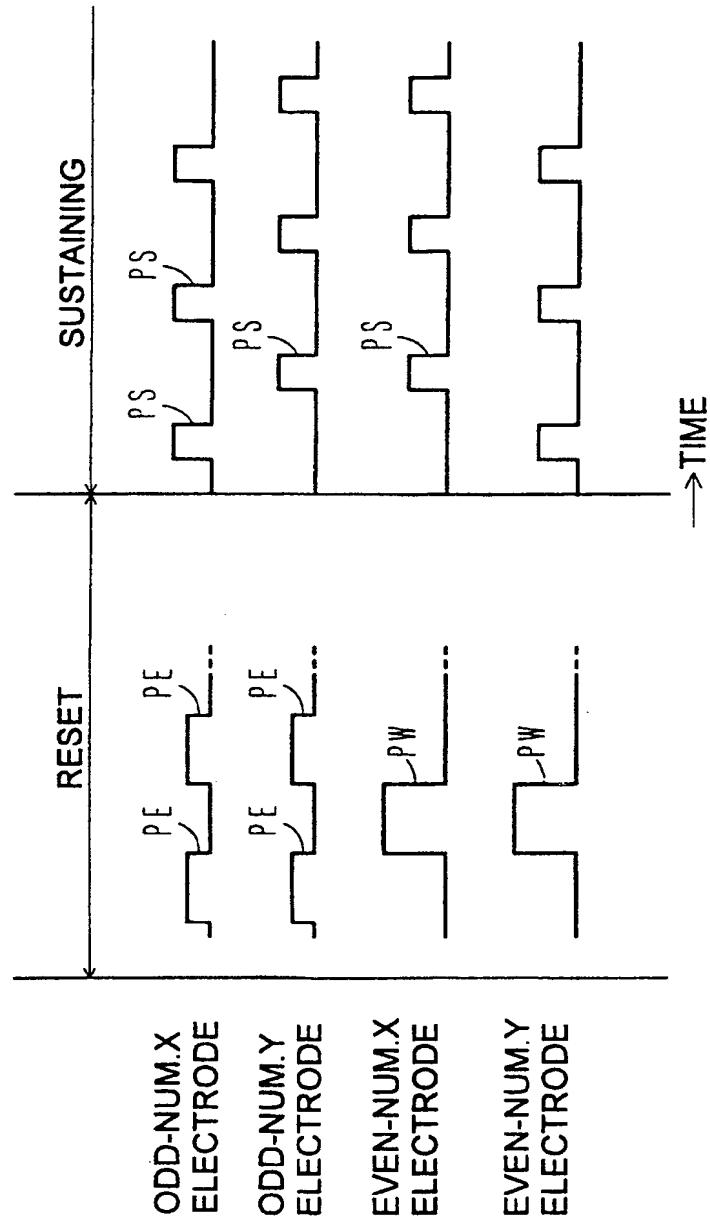 RESET
SUSTAINING
ODD-NUM.X
ELECTRODE
PE
PE
PS
PS
ODD-NUM.Y
ELECTRODE
PE
PE
PS
EVEN-NUM.X
ELECTRODE
PW
PS
EVEN-NUM.Y
ELECTRODE
PW
TIME